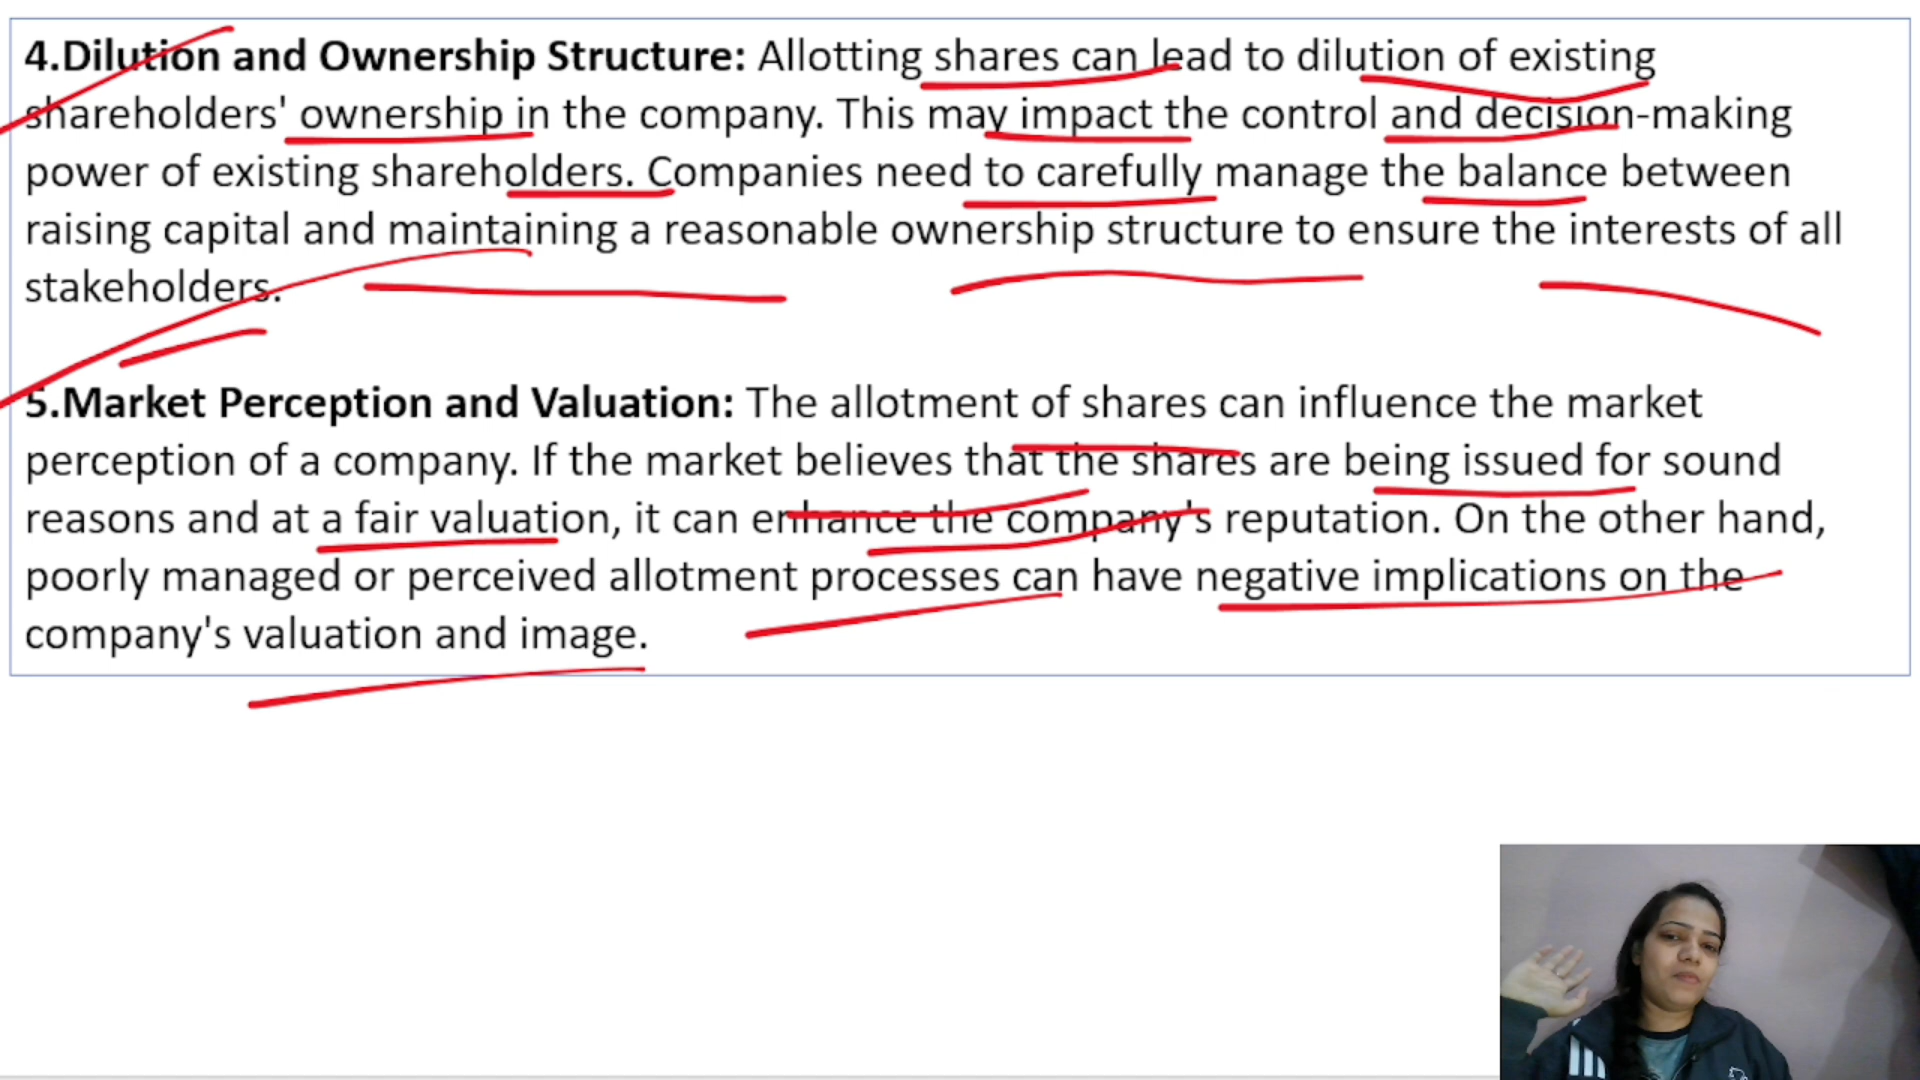 4.Dilution and Ownership Structure: Allotting shares can lead to dilution of existing
shareholders' ownership in the company. This may impact the control and decision-making
power of existing shareholders. Companies need to carefully manage the balance between
raising capital and maintaining a reasonable ownership structure to ensure the interests of all
stakeholders.
5.Market Perception and Valuation: The allotment of shares can influence the market
perception of a company. If the market believes that the shares are being issued for sound
reasons and at a fair valuation, it can enhance the company's reputation. On the other hand,
poorly managed or perceived allotment processes can have negative implications on the
company's valuation and image.